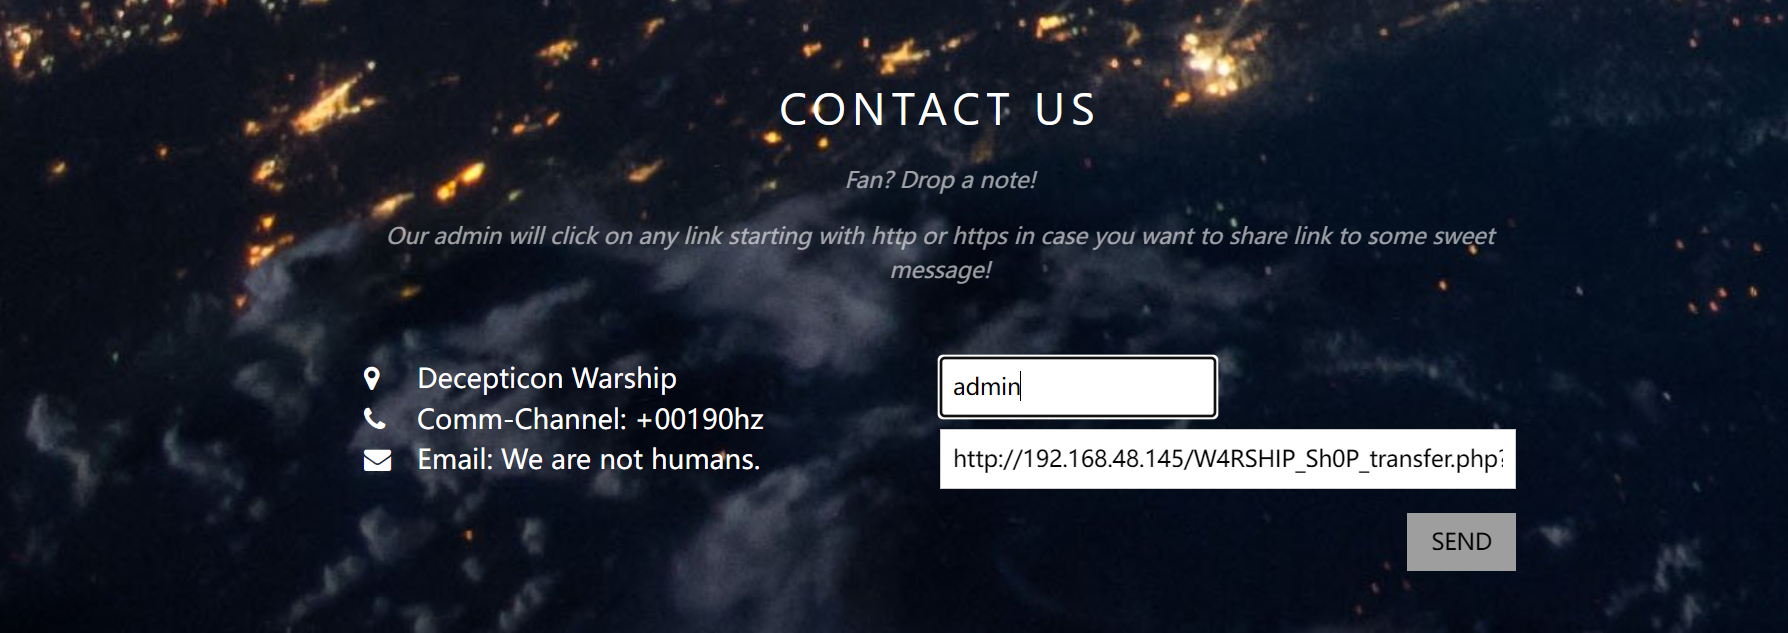 CONTACT US
Fan? Drop a note!
Our admin will click on any link starting with http or https in case you want to share link to some sweet
message!
Decepticon Warship
Comm-Channel: +00190hz
Email: We are not humans.
admin
http://192.168.48.145/W4RSHIP_Sh0P_transfer.php?
SEND